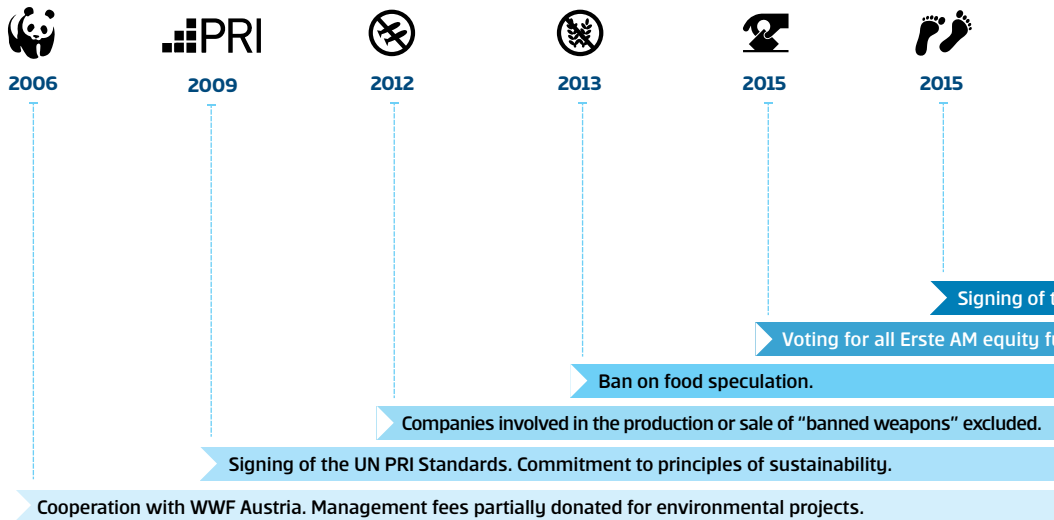 PRI
2006 2009 2012 2013 2015 2015
Signing of
Voting for all Erste AM equity
Ban on food speculation.
Companies involved in the production or sale of “banned weapons” excluded.
Signing of the UN PRI Standards. Commitment to principles of sustainability.
Cooperation with WWF Austria. Management fees partially donated for environmental projects.